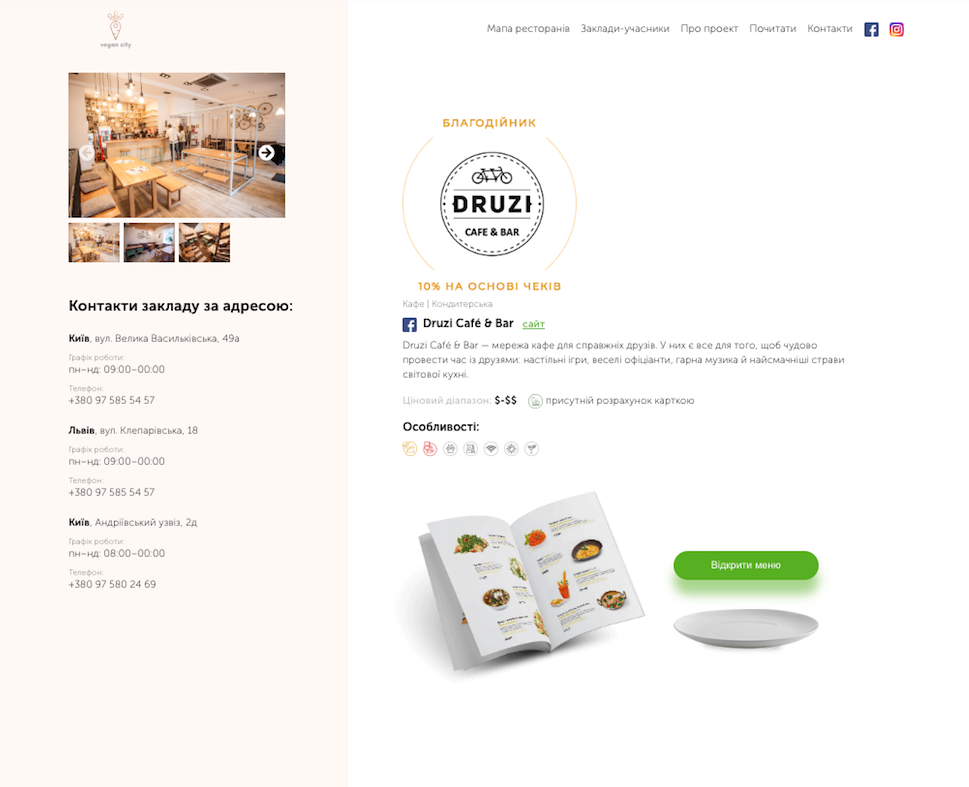 vegan city
Мапа ресторанів Заклади-учасники Про проект Почитати Контакти
БЛАГОДІЙНИК
DRUZI
CAFE & BAR
10% НА ОСНОВІ ЧЕКІВ
Кафе | Кондитерська
Druzi Café & Bar сайт
Druzi Café & Bar — мережа кафе для справжніх друзів. У них є все для того, щоб чудово
провести час із друзями: настільні ігри, веселі офіціанти, гарна музика й найсмачніші страви
світової кухні.
Ціновий діапазон: $-$$ присутній розрахунок карткою
Особливості:
Відкрити меню
Контакти закладу за адресою:
Київ, вул. Велика Васильківська, 49а
Графік роботи:
пн–нд: 09:00–00:00
Телефон:
+380 97 585 54 57
Львів, вул. Клепарівська, 18
Графік роботи:
пн–нд: 09:00–00:00
Телефон:
+380 97 585 54 57
Київ, Андріївський узвіз, 2д
Графік роботи:
пн–нд: 08:00–00:00
Телефон:
+380 97 580 24 69